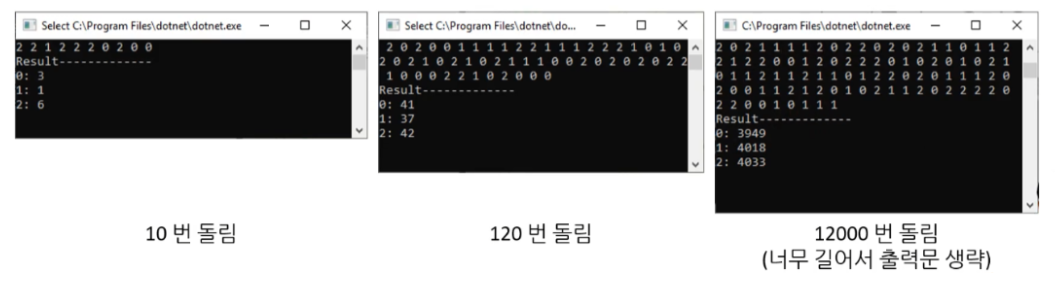 Select C:\Program Files\dotnet\dotnet.exe
2 2 1 2 2 2 0 2 0 0
Result-------------
0: 3
1: 1
2: 6
10 번 돌림
Select C:\Program Files\dotnet\do...
2 0 2 0 0 1 1 1 1 2 2 1 1 1 2 2 2 1 0 1 0
2 0 2 1 0 2 1 0 2 1 1 1 0 0 2 0 2 0 2 0 2 2
1 0 0 0 2 2 1 0 2 0 0 0
Result-------------
0: 41
1: 37
2: 42
120 번 돌림
C:\Program Files\dotnet\dotnet.exe
2 0 2 1 1 1 1 2 0 2 2 0 2 0 2 1 1 0 1 1 2
2 1 2 2 0 0 1 2 0 2 2 2 1 0 1 0 2 0 1 0 2 1
0 1 1 2 1 1 2 1 1 0 1 2 2 0 2 0 1 1 1 2 0
2 0 0 1 1 2 1 2 0 1 0 2 1 1 2 0 2 2 2 2 0
2 2 0 0 1 0 1 1 1
Result-------------
0: 3949
1: 4018
2: 4033
12000 번 돌림
(너무 길어서 출력문 생략)